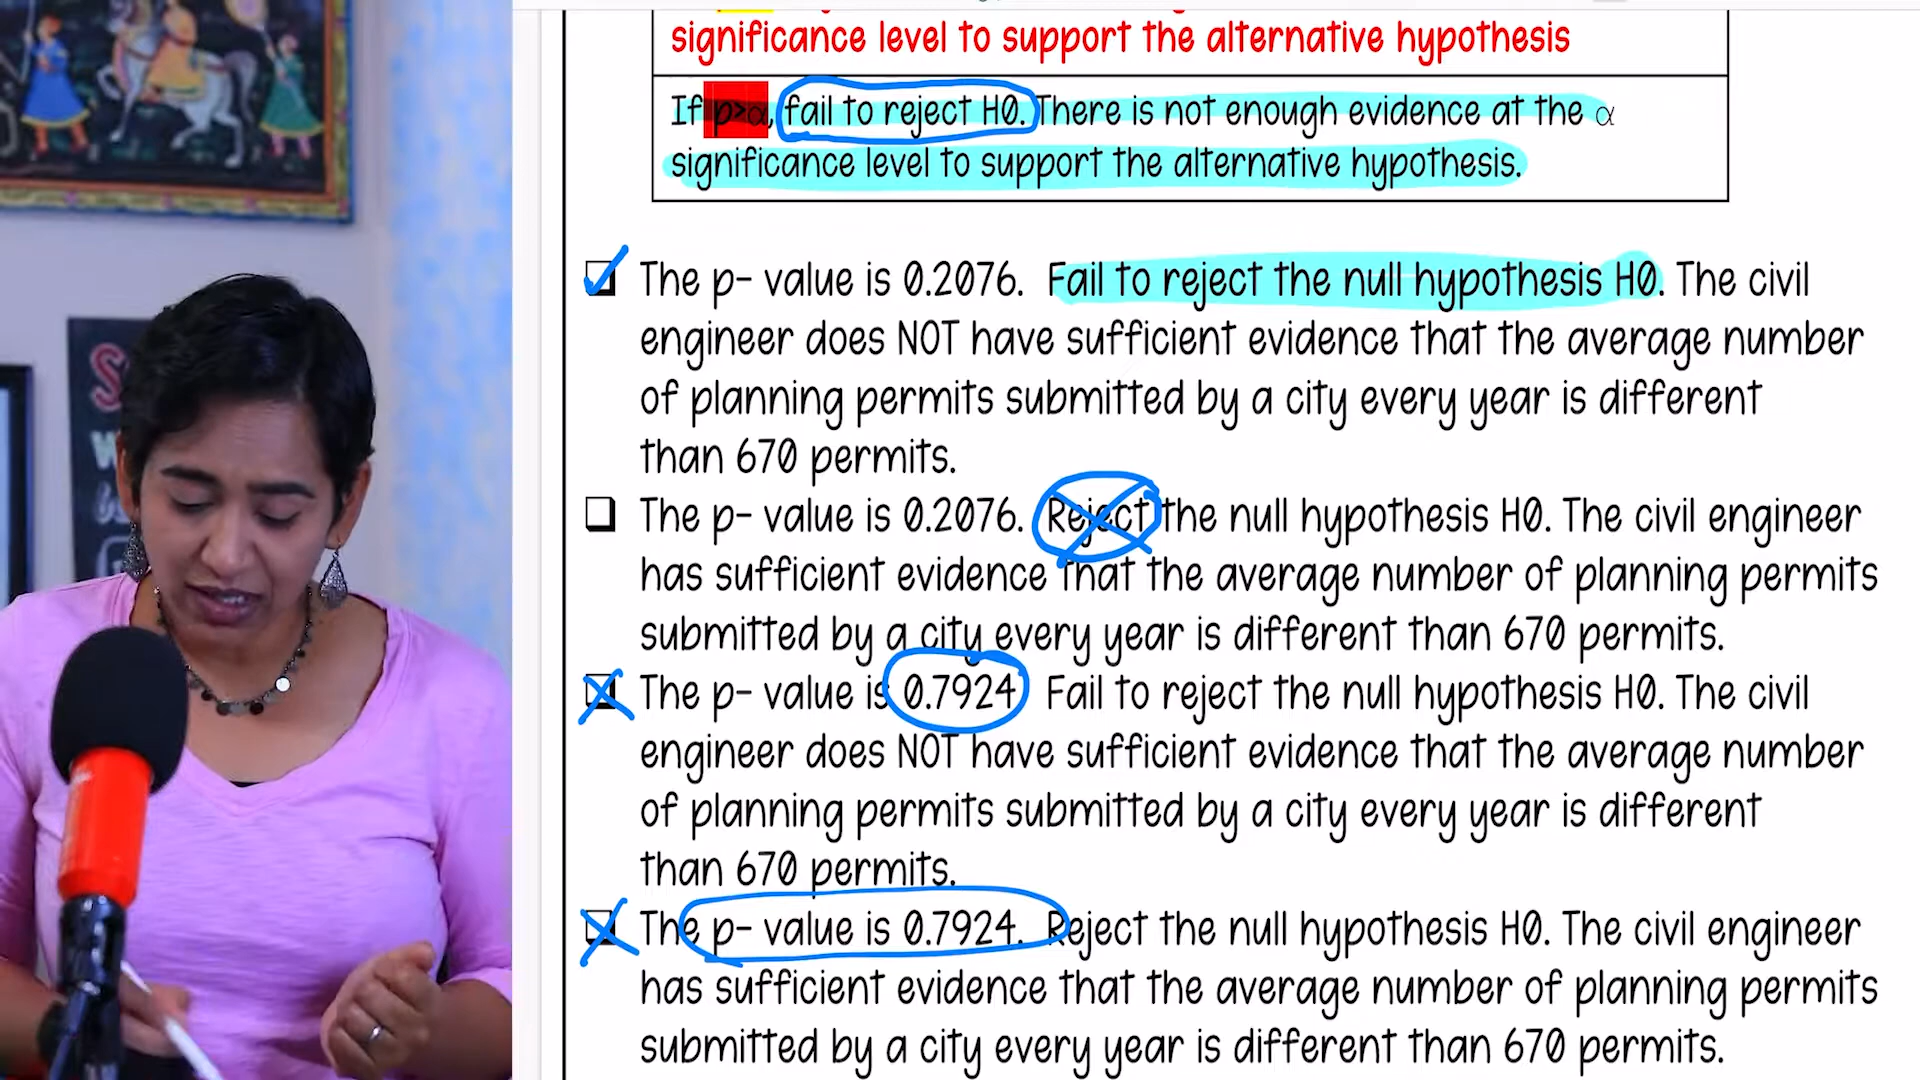 significance level to support the alternative hypothesis
If p>α, fail to reject H0. There is not enough evidence at the α
significance level to support the alternative hypothesis.
The p- value is 0.2076. Fail to reject the null hypothesis H0. The civil
engineer does NOT have sufficient evidence that the average number
of planning permits submitted by a city every year is different
than 670 permits.
The p- value is 0.2076. Reject the null hypothesis H0. The civil engineer
has sufficient evidence that the average number of planning permits
submitted by a city every year is different than 670 permits.
The p- value is 0.7924 Fail to reject the null hypothesis H0. The civil
engineer does NOT have sufficient evidence that the average number
of planning permits submitted by a city every year is different
than 670 permits.
The p- value is 0.7924. Reject the null hypothesis H0. The civil engineer
has sufficient evidence that the average number of planning permits
submitted by a city every year is different than 670 permits.